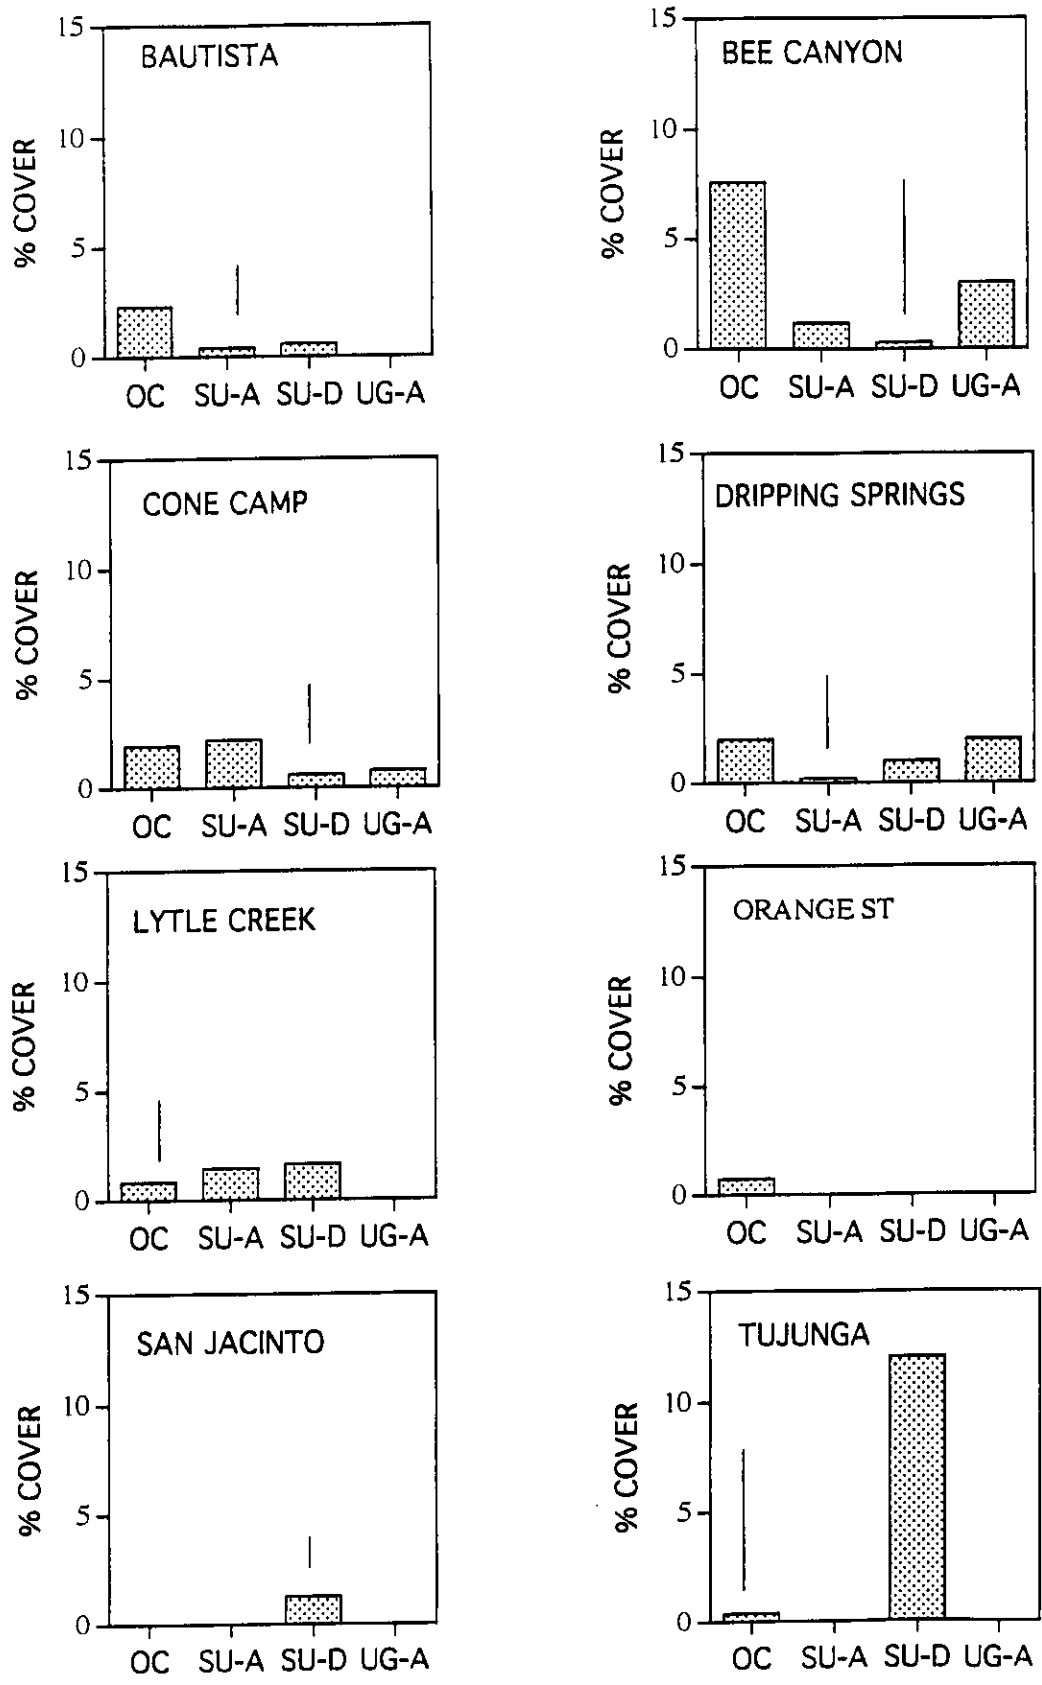 BAUTISTA
% COVER
15
10
5
0
OC SU-A SU-D UG-A
BEE CANYON
% COVER
15
10
5
0
OC SU-A SU-D UG-A
CONE CAMP
% COVER
15
10
5
0
OC SU-A SU-D UG-A
DRIPPING SPRINGS
% COVER
15
10
5
0
OC SU-A SU-D UG-A
LYTLE CREEK
% COVER
15
10
5
0
OC SU-A SU-D UG-A
ORANGE ST
% COVER
15
10
5
0
OC SU-A SU-D UG-A
SAN JACINTO
% COVER
15
10
5
0
OC SU-A SU-D UG-A
TUJUNGA
% COVER
15
10
5
0
OC SU-A SU-D UG-A